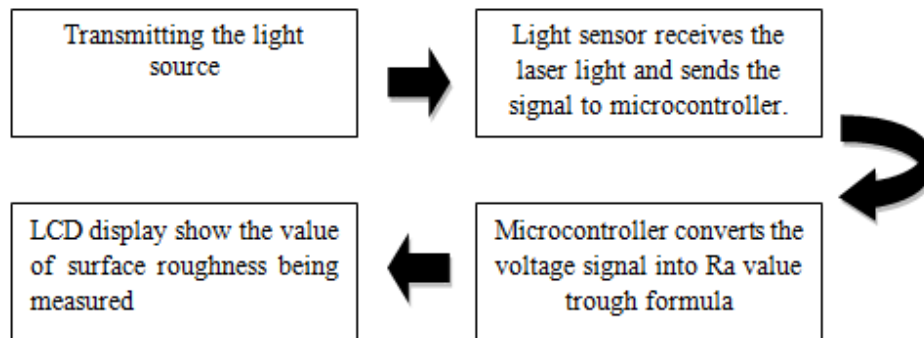 Transmitting the light
source
Light sensor receives the
laser light and sends the
signal to microcontroller.
Microcontroller converts the
voltage signal into Ra value
trough formula
LCD display show the value
of surface roughness being
measured